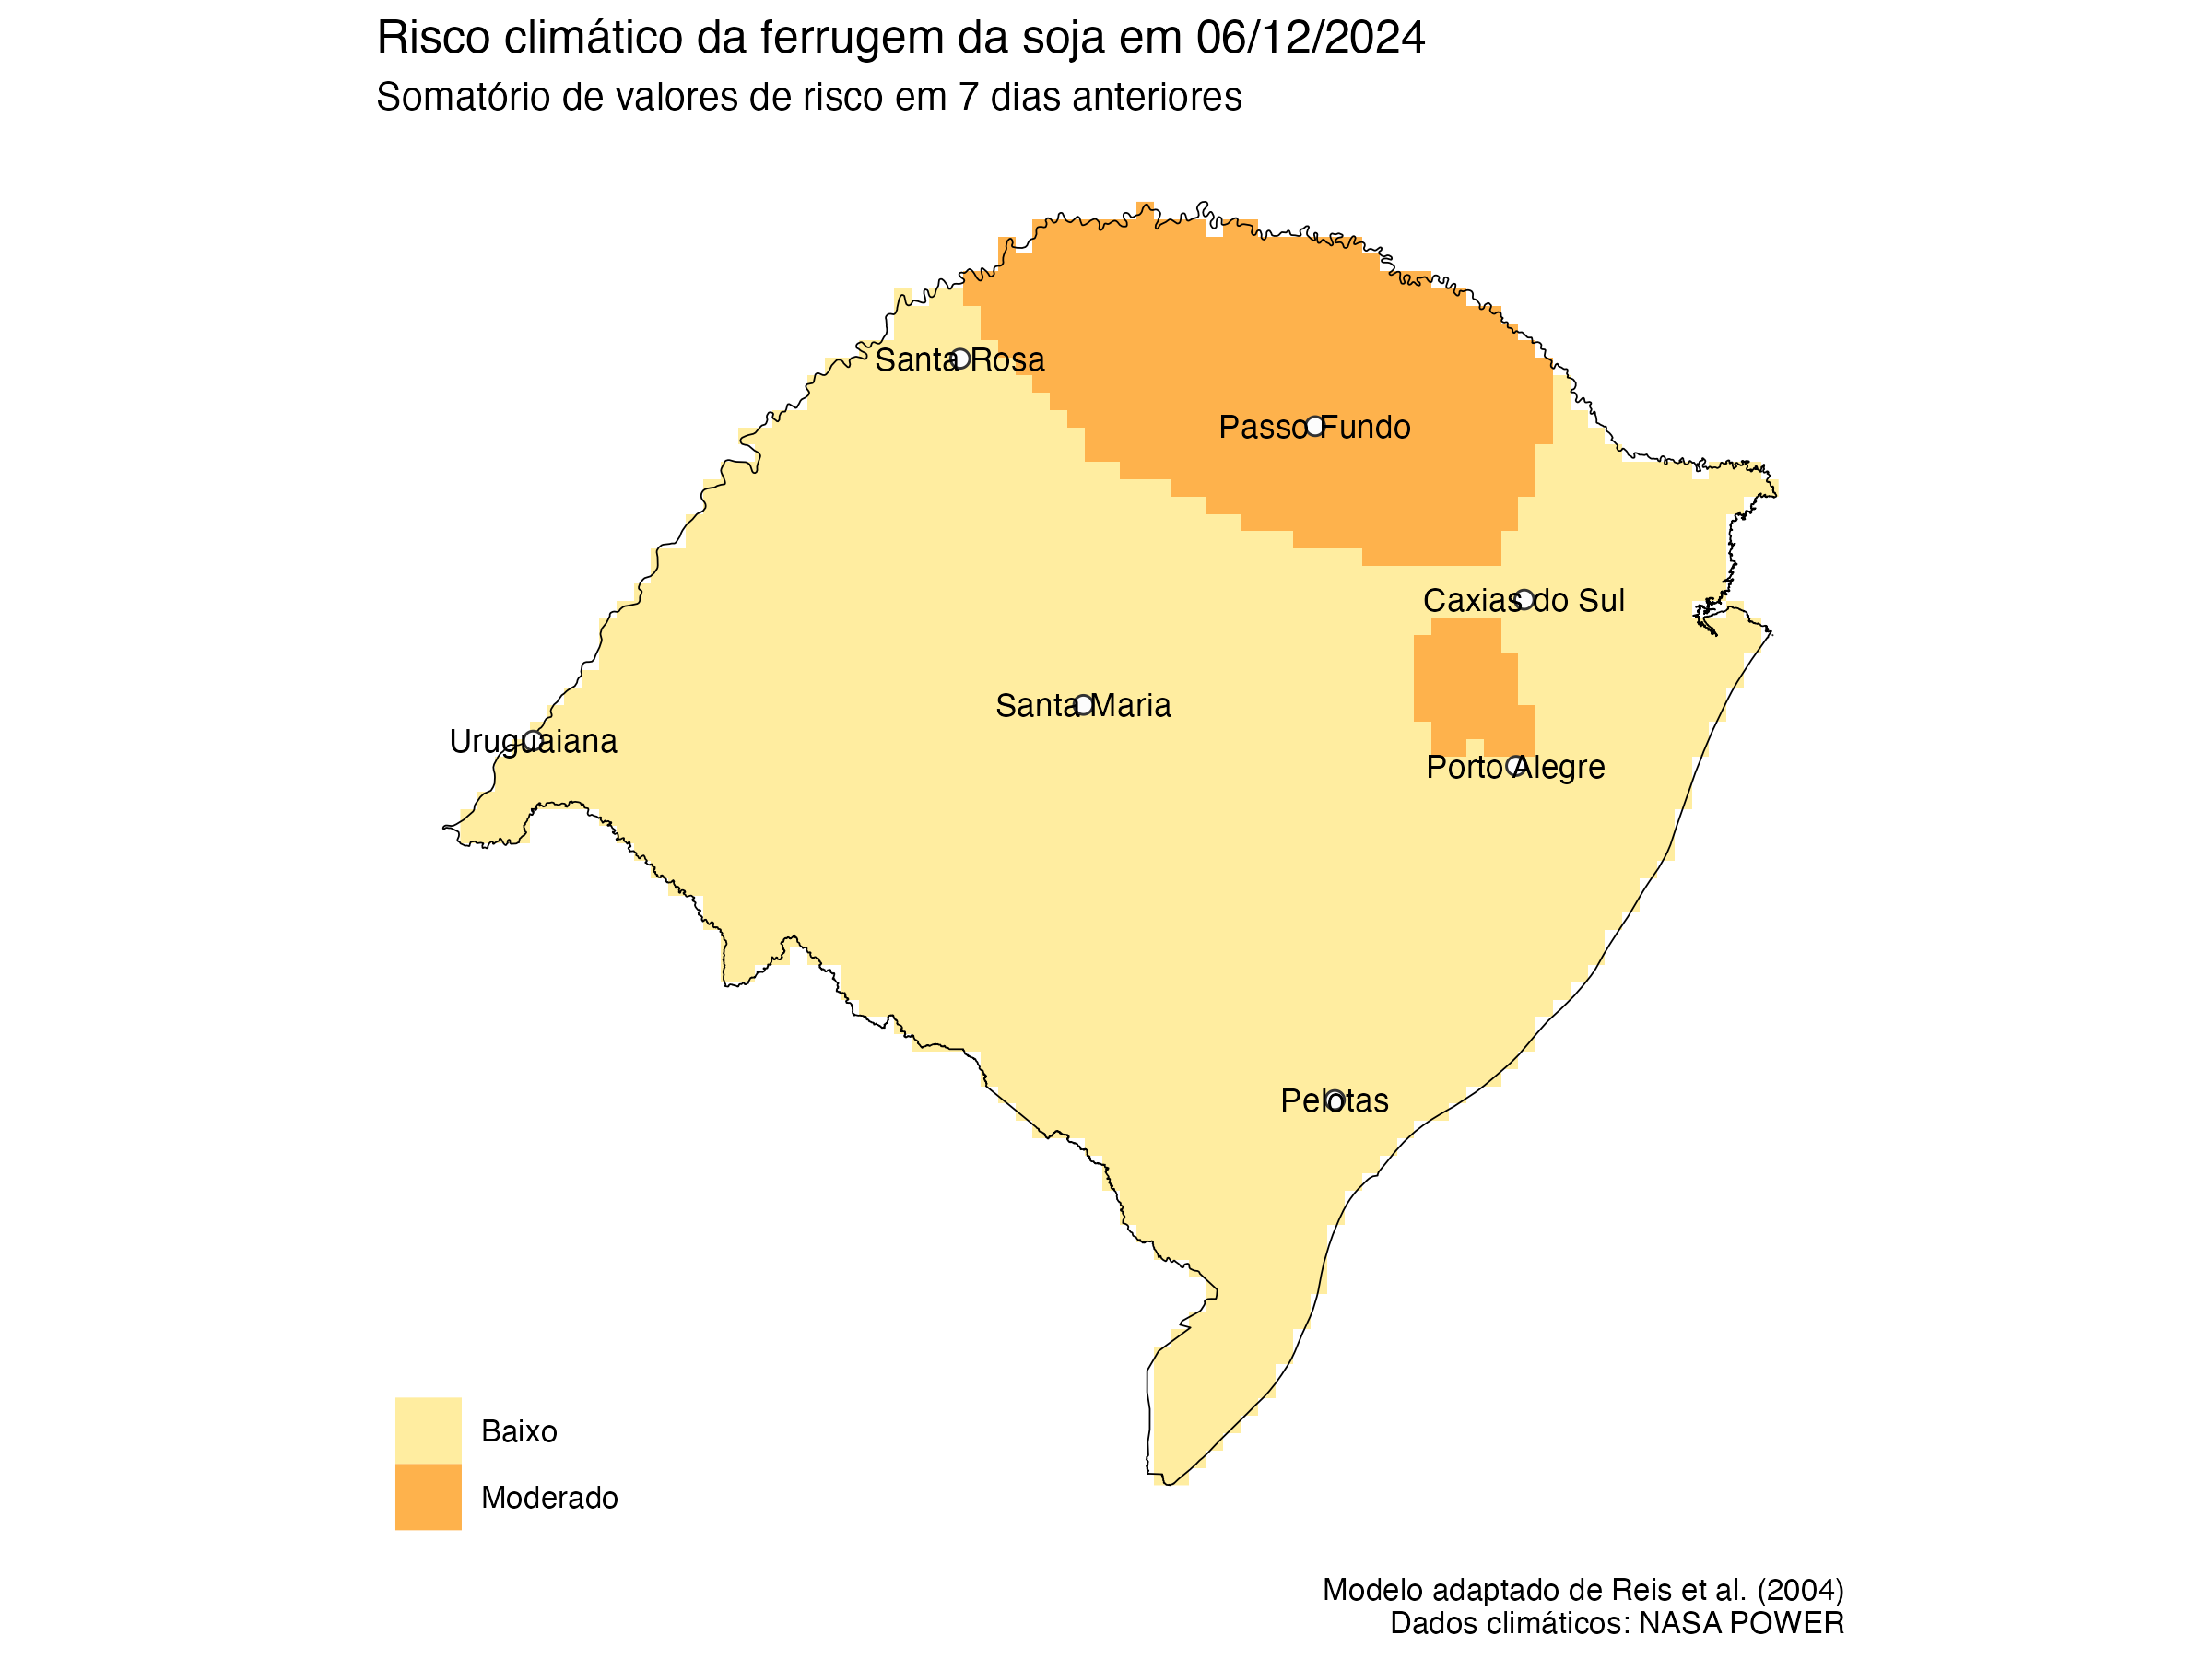 Risco climático da ferrugem da soja em 06/12/2024
Somatório de valores de risco em 7 dias anteriores
Santa Rosa
Passo Fundo
Caxias do Sul
Santa Maria
Uruguaiana
Porto Alegre
Pelotas
Baixo
Moderado
Modelo adaptado de Reis et al. (2004)
Dados climáticos: NASA POWER